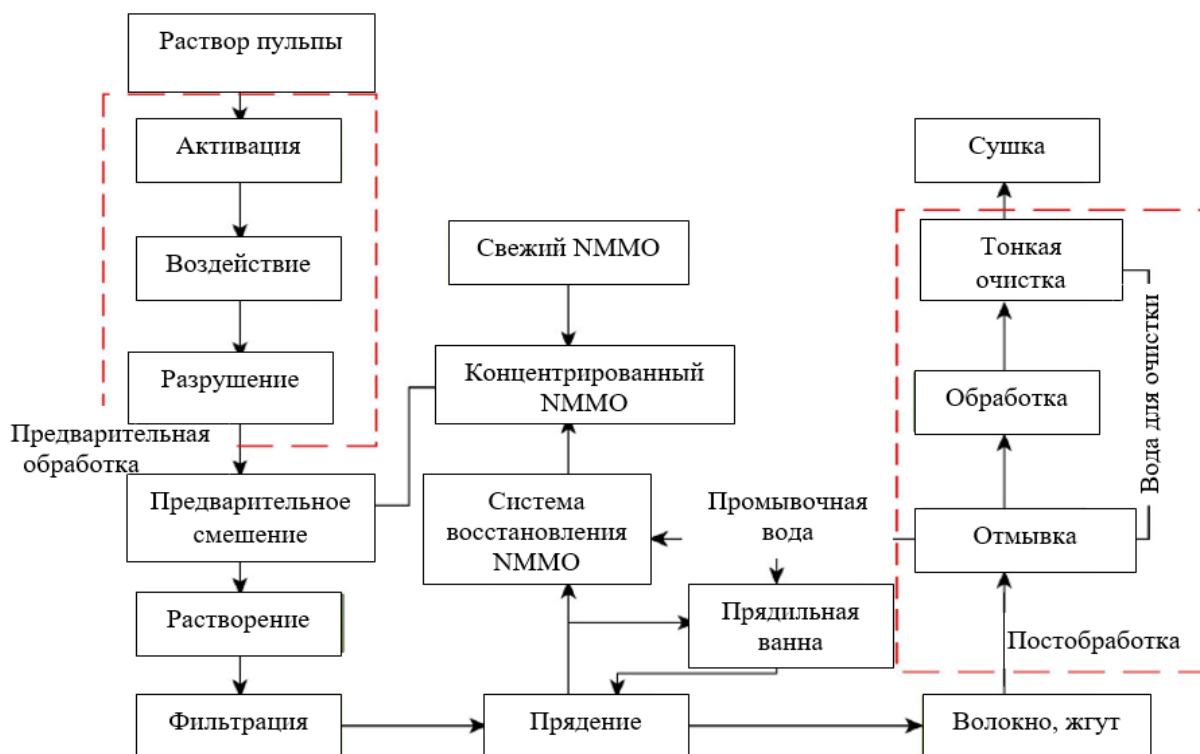 Раствор пульпы
Активация
Воздействие
Разрушение
Предварительная
обработка
Предварительное
смешение
Растворение
Фильтрация
Свежий NMMO
Концентрированный
NMMO
Система
восстановления
NMMO
Промывочная
вода
Прядильная
ванна
Прядение
Сушка
Тонкая
очистка
Обработка
Вода для очистки
Отмывка
Постобработка
Волокно, жгут